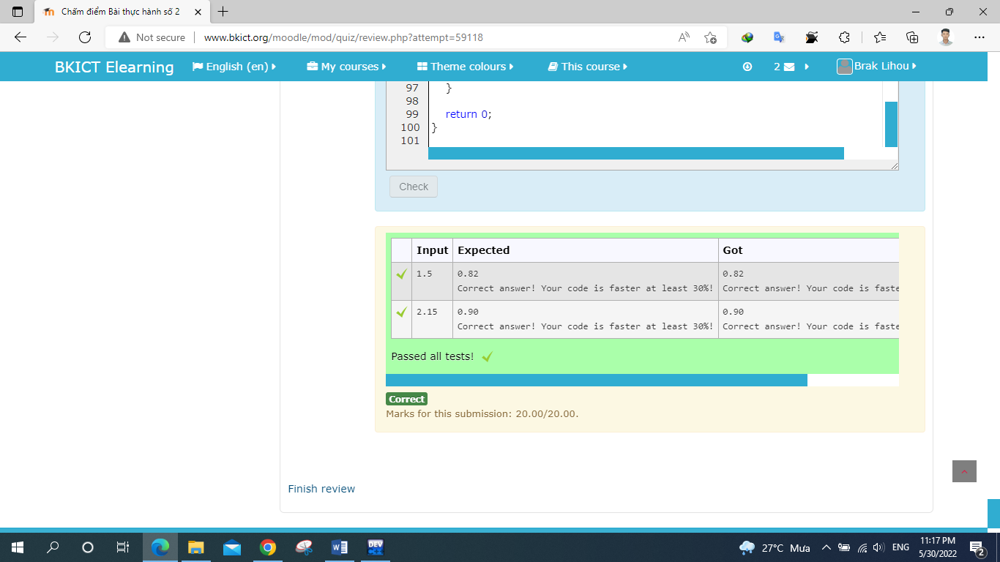 Chấm điểm Bài thực hành số 2
Not secure www.bkict.org/moodle/mod/quiz/review.php?attempt=59118
BKICT Elearning English (en) My courses Theme colours This course 2 Brak Lihou
97 }
98
99 return 0;
100 }
101
Check
Input Expected Got
1.5 0.82 0.82
Correct answer! Your code is faster at least 30%! Correct answer! Your code is faste
2.15 0.90 0.90
Correct answer! Your code is faster at least 30%! Correct answer! Your code is faste
Passed all tests!
Correct
Marks for this submission: 20.00/20.00.
Finish review
DEV
27°C Mưa ENG 11:17 PM
5/30/2022 2